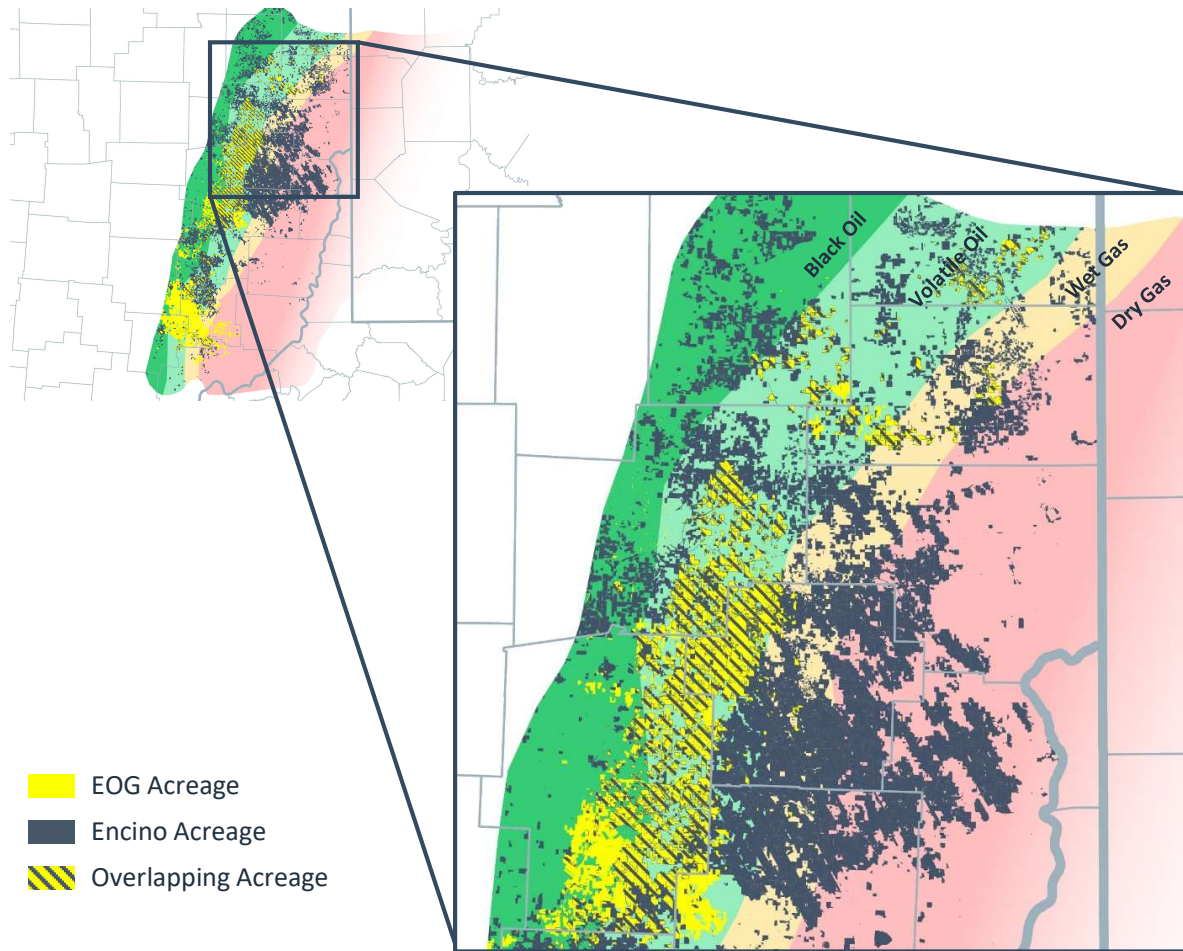 Black Oil
Volatile Oil
Wet Gas
Dry Gas
EOG Acreage
Encino Acreage
Overlapping Acreage